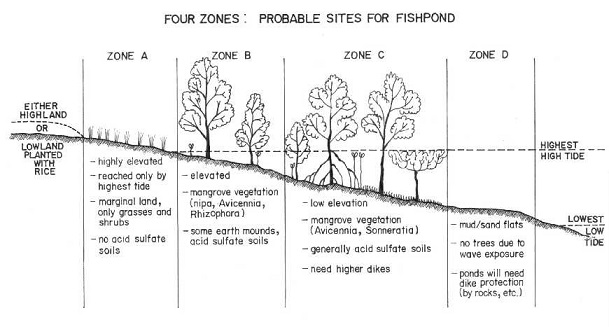 FOUR ZONES: PROBABLE SITES FOR FISHPOND
ZONE A
ZONE B
ZONE C
ZONE D
EITHER
HIGHLAND
OR
LOWLAND
PLANTED
WITH
RICE
- highly elevated
- reached only by
highest tide
- marginal land,
only grasses and
shrubs
- no acid sulfate
soils
- elevated
- mangrove vegetation
(nipa, Avicennia,
Rhizophora)
- some earth mounds,
acid sulfate soils
- low elevation
- mangrove vegetation
(Avicennia, Sonneratia)
- generally acid sulfate soils
- need higher dikes
- mud/sand flats
- no trees due to
wave exposure
- ponds will need
dike protection
(by rocks, etc.)
HIGHEST
HIGH TIDE
LOWEST
LOW
TIDE